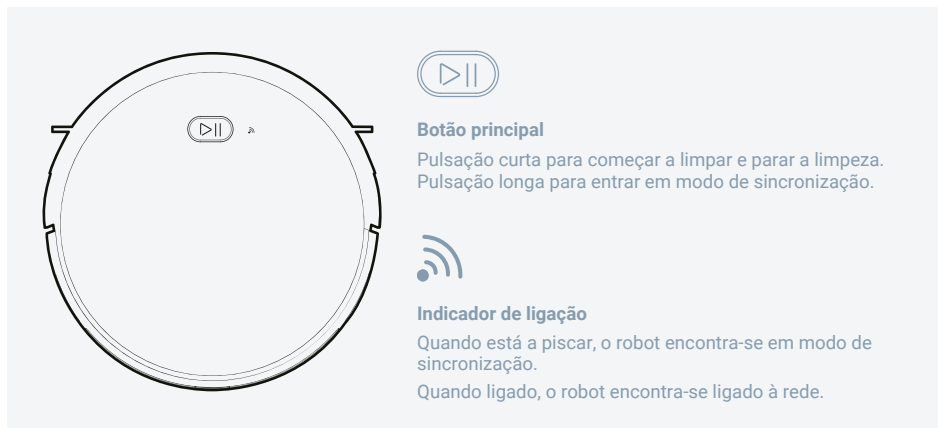 Botão principal
Pulsação curta para começar a limpar e parar a limpeza.
Pulsação longa para entrar em modo de sincronização.
Indicador de ligação
Quando está a piscar, o robot encontra-se em modo de
sincronização.
Quando ligado, o robot encontra-se ligado à rede.